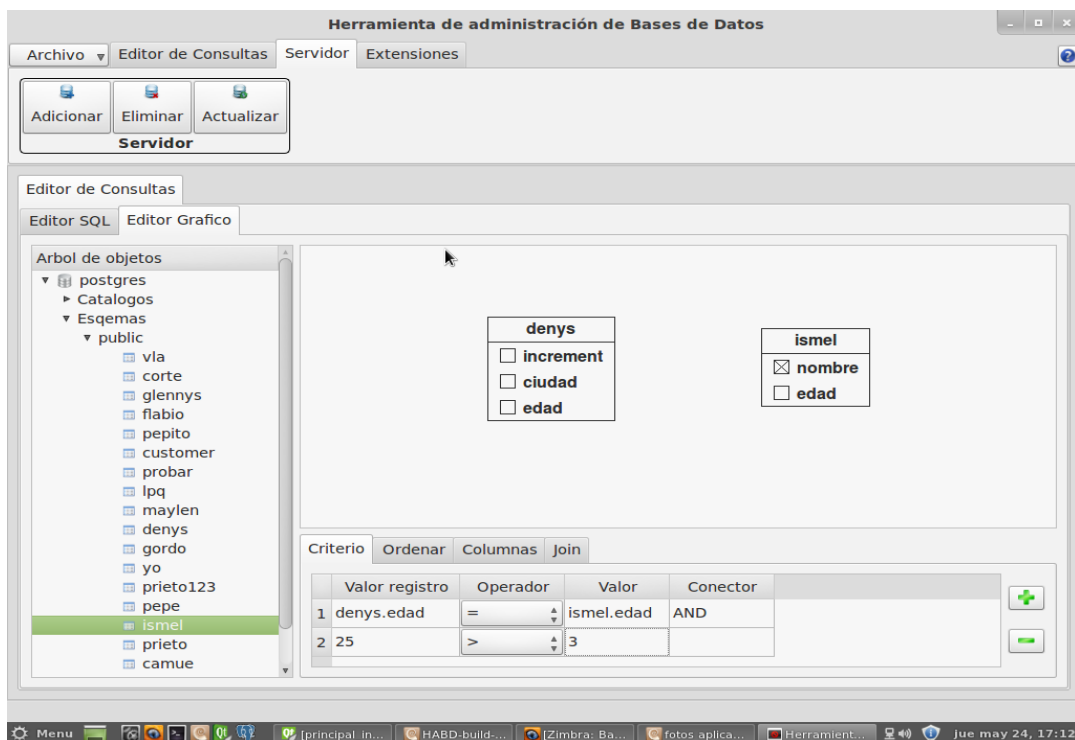 Herramienta de administración de Bases de Datos
Archivo Editor de Consultas Servidor Extensiones
Adicionar Eliminar Actualizar
Servidor
Editor de Consultas
Editor SQL Editor Grafico
Arbol de objetos
postgres
Catalogos
Esqemas
public
vla
corte
glennys
flabio
pepito
customer
probar
lpq
maylen
denys
gordo
yo
prieto123
pepe
ismel
prieto
camue
denys
increment
ciudad
edad
ismel
nombre
edad
Criterio Ordenar Columnas Join
Valor registro Operador Valor Conector
1 denys.edad = ismel.edad AND
2 25 > 3
Menu [principal_in... HABD-build-... [Zimbra: Ba... fotos aplica... Herramient... jue may 24, 17:12